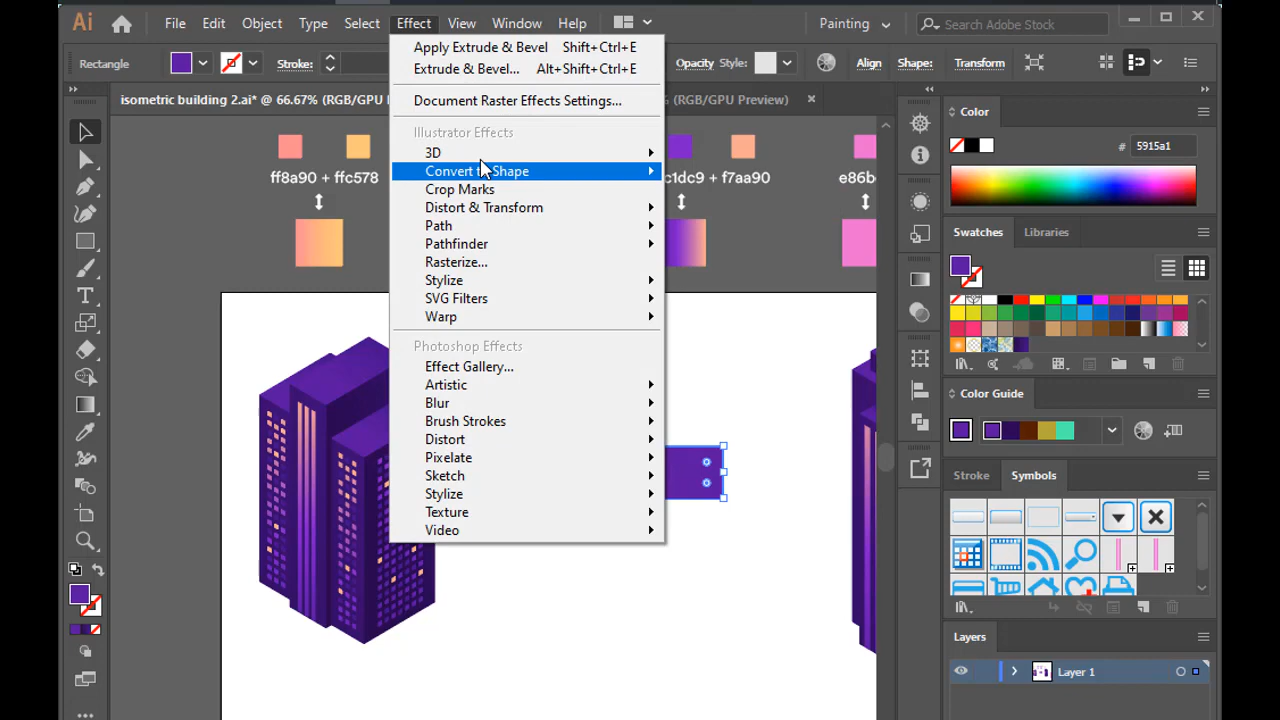 Ai File Edit Object Type Select Effect View Window Help Painting Search Adobe Stock
Rectangle Stroke: Opacity Style: Align Shape: Transform
isometric building 2.ai* @ 66.67% (RGB/GPU (RGB/GPU Preview)
Apply Extrude & Bevel Shift+Ctrl+E
Extrude & Bevel... Alt+Shift+Ctrl+E
Document Raster Effects Settings...
Illustrator Effects
3D
Convert to Shape
Crop Marks
Distort & Transform
Path
Pathfinder
Rasterize...
Stylize
SVG Filters
Warp
Photoshop Effects
Effect Gallery...
Artistic
Blur
Brush Strokes
Distort
Pixelate
Sketch
Stylize
Texture
Video
ff8a90 + ffc578
c1dc9 + f7aa90
e86b
Color
# 5915a1
Swatches Libraries
Color Guide
Stroke Symbols
Layers
Layer 1